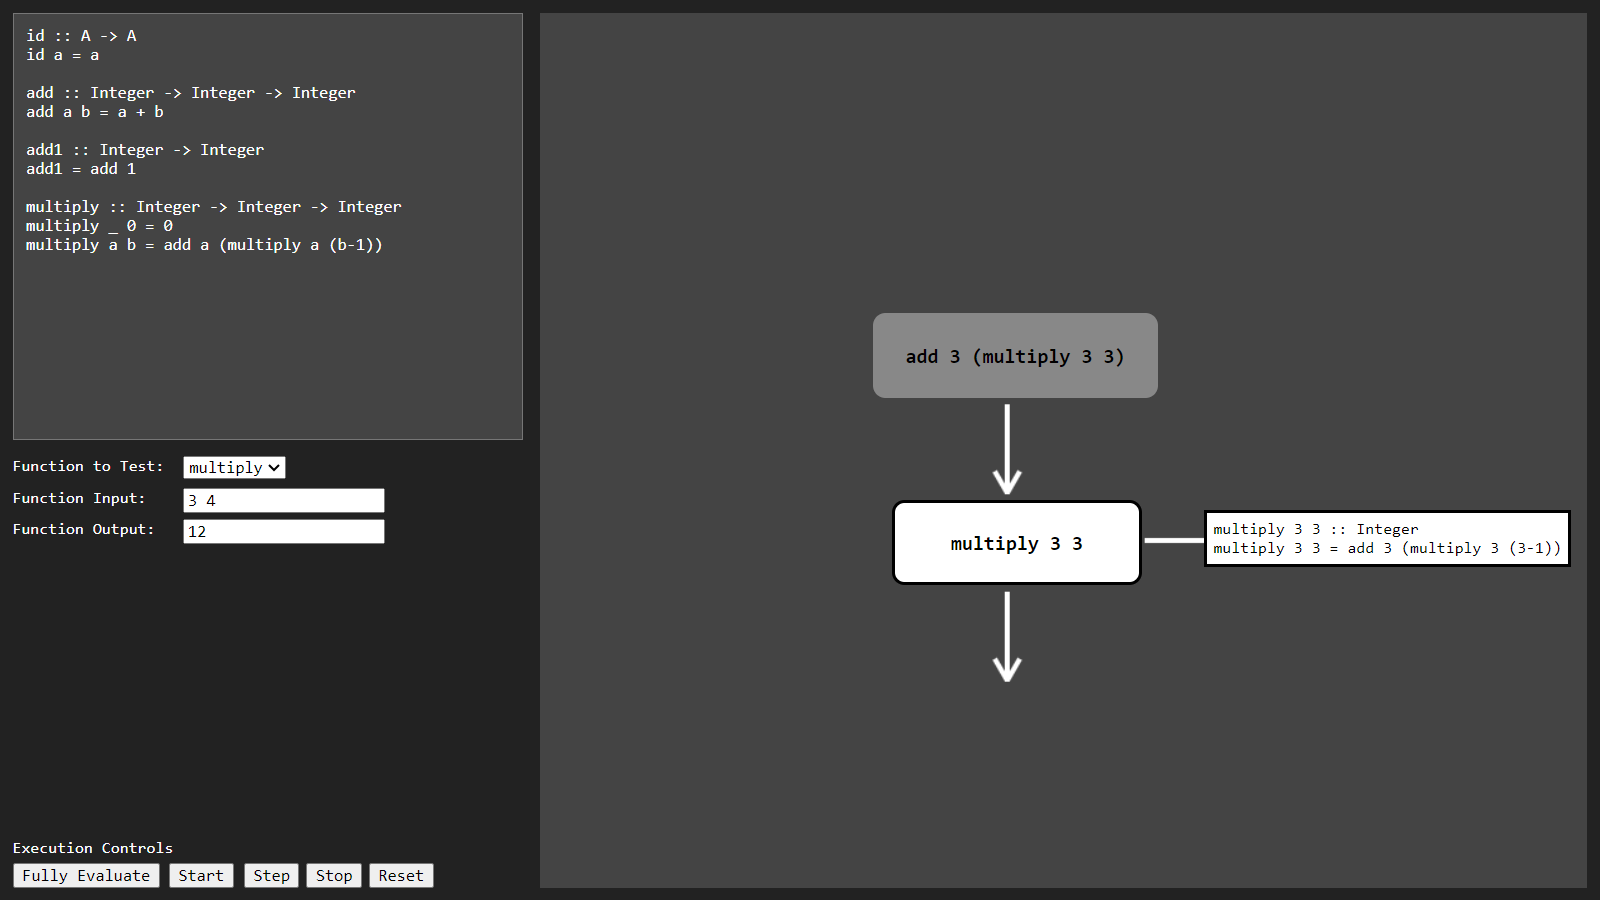 id :: A -> A
id a = a
add :: Integer -> Integer -> Integer
add a b = a + b
add1 :: Integer -> Integer
add1 = add 1
multiply :: Integer -> Integer -> Integer
multiply _ 0 = 0
multiply a b = add a (multiply a (b-1))
Function to Test: multiply
Function Input: 3 4
Function Output: 12
Execution Controls
Fully Evaluate Start Step Stop Reset
add 3 (multiply 3 3)
multiply 3 3
multiply 3 3 :: Integer
multiply 3 3 = add 3 (multiply 3 (3-1))